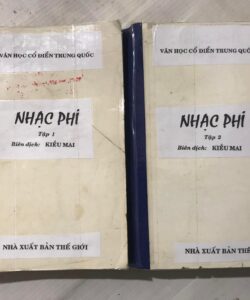 VĂN HỌC CỔ ĐIỂN TRUNG QUỐC
NHẠC PHI
Tập 1
Biên dịch: KIỀU MAI
NHÀ XUẤT BẢN THẾ GIỚI
VĂN HỌC CỔ ĐIỂN TRUNG QUỐC
NHẠC PHI
Tập 2
Biên dịch: KIỀU MAI
NHÀ XUẤT BẢN THẾ